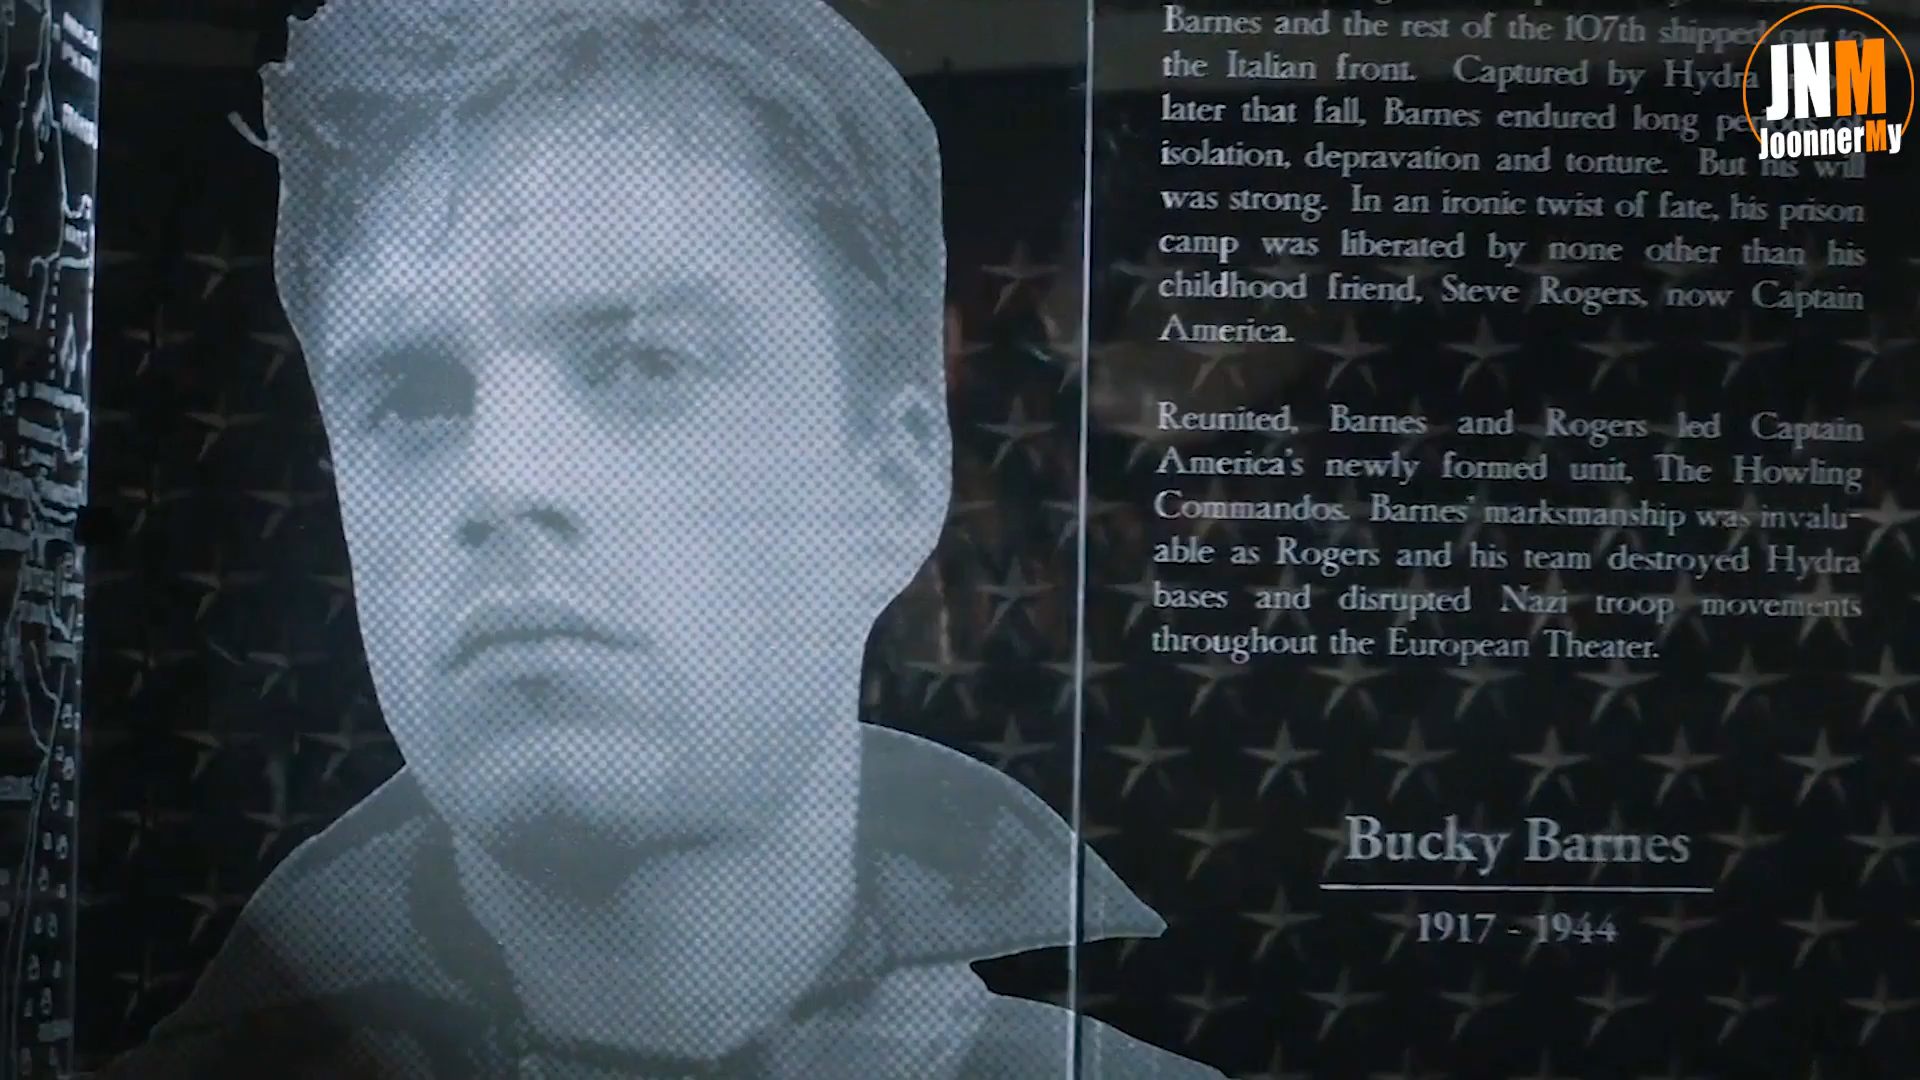 Barnes and the rest of the 107th shipped out to
the Italian front. Captured by Hydra
later that fall, Barnes endured long periods of
isolation, depravation and torture. But his will
was strong. In an ironic twist of fate, his prison
camp was liberated by none other than his
childhood friend, Steve Rogers, now Captain
America.
Reunited, Barnes and Rogers led Captain
America's newly formed unit, The Howling
Commandos. Barnes' marksmanship was invalu-
able as Rogers and his team destroyed Hydra
bases and disrupted Nazi troop movements
throughout the European Theater.
Bucky Barnes
1917 - 1944
JNM
JoonnerMy